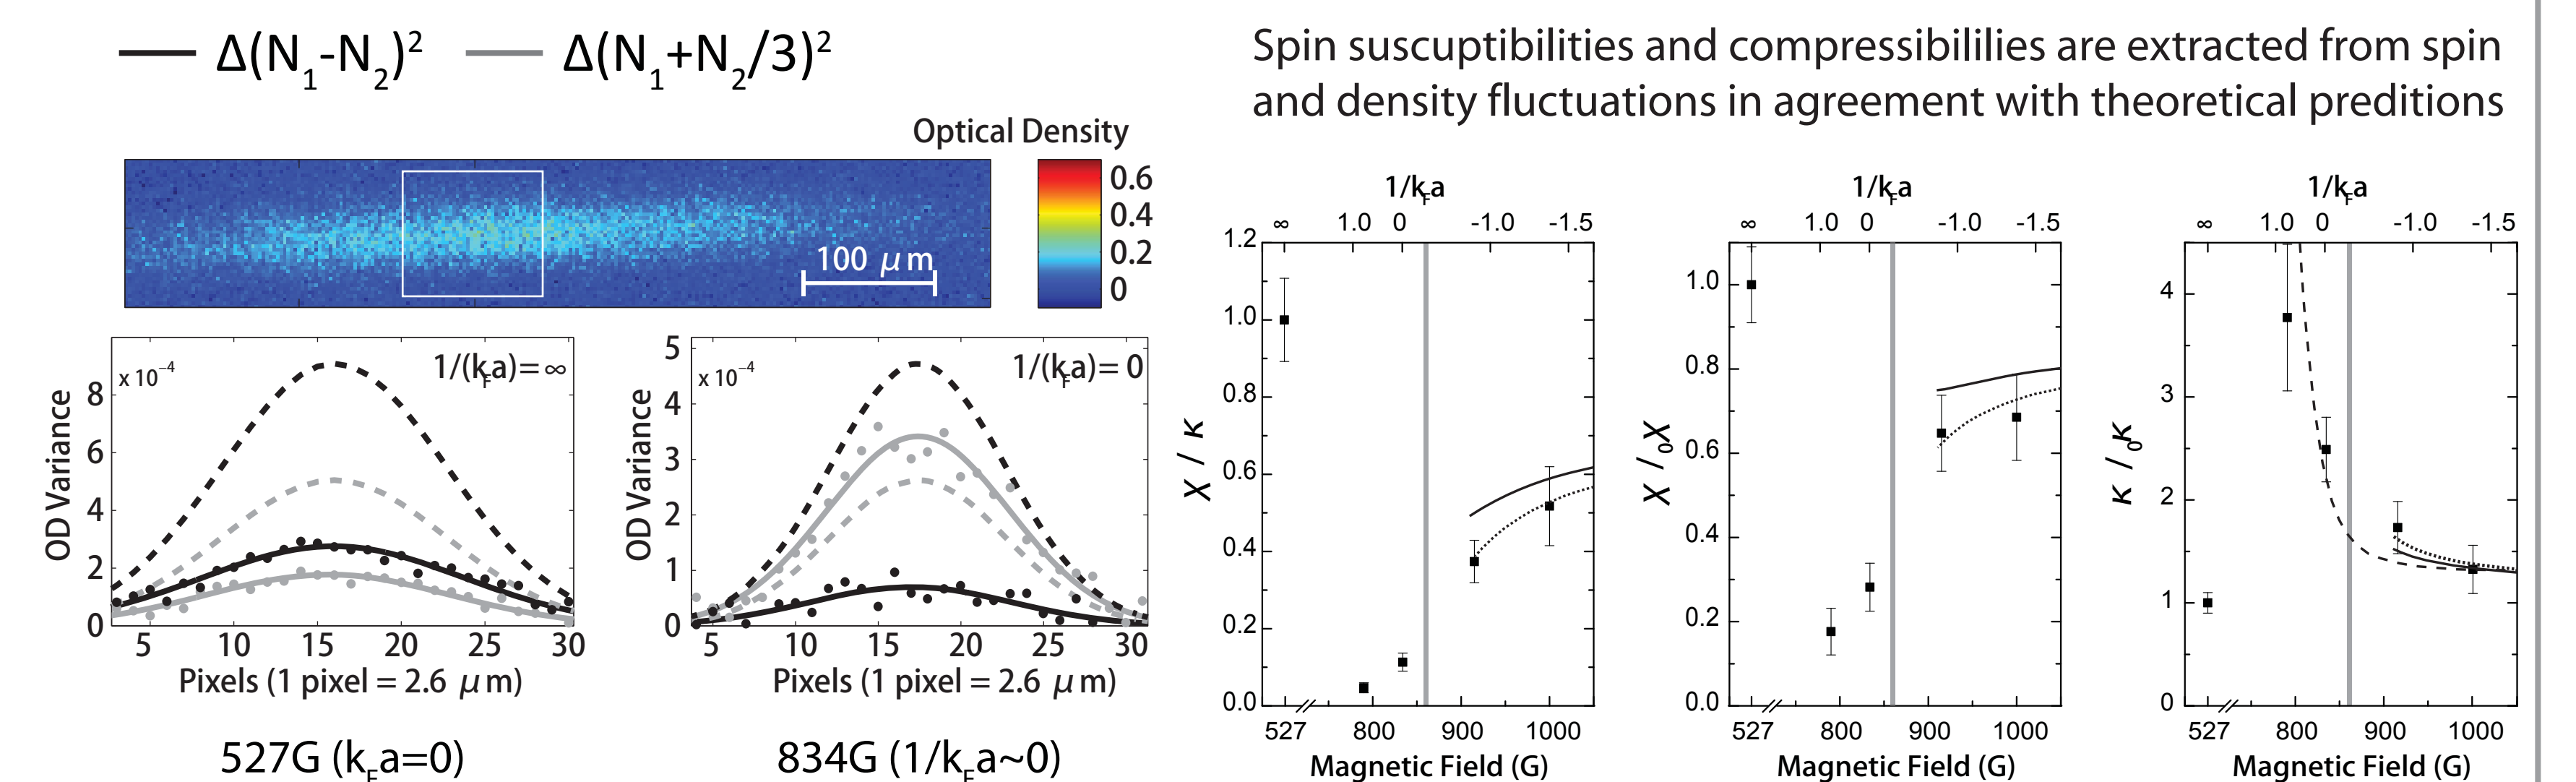 Δ(N1-N2)2 Δ(N1+N2/3)2
Optical Density
0.6
0.4
0.2
0
100 μm
8
6
4
2
0
x 10−4
1/(kFa)= ∞
OD Variance
5 10 15 20 25 30
Pixels (1 pixel = 2.6 μm)
527G (kFa=0)
5
4
3
2
1
0
x 10−4
1/(kFa)= 0
OD Variance
5 10 15 20 25 30
Pixels (1 pixel = 2.6 μm)
834G (1/kFa~0)
Spin suscuptibilities and compressibililies are extracted from spin
and density fluctuations in agreement with theoretical preditions
1/kFa
∞ 1.0 0 -1.0 -1.5
1.2
1.0
0.8
0.6
0.4
0.2
0.0
χ / κ
527 800 900 1000
Magnetic Field (G)
1/kFa
∞ 1.0 0 -1.0 -1.5
1.0
0.8
0.6
0.4
0.2
0.0
χ /0χ
527 800 900 1000
Magnetic Field (G)
1/kFa
∞ 1.0 0 -1.0 -1.5
4
3
2
1
0
κ /0κ
527 800 900 1000
Magnetic Field (G)